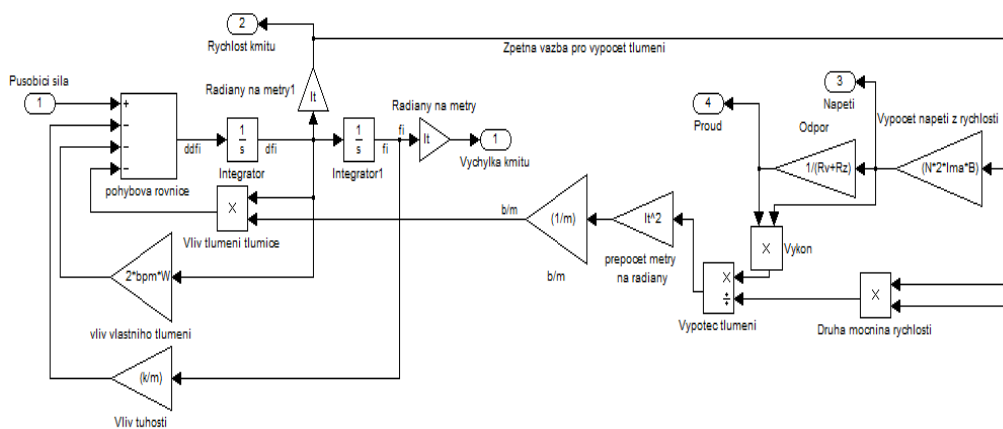 2
Rychlost kmitu
Zpetna vazba pro vypocet tlumeni
Pusobici sila
1
Radiany na metry1
lt
Radiany na metry
3
Napeti
4
Proud
Vypocet napeti z rychlosti
Odpor
+
−
−
−
ddfi
1
s
dfi
Integrator
1
s
fi
fi
Integrator1
lt
1
Vychylka kmitu
1/(Rv+Rz)
(N*2*lma*B)
pohybova rovnice
X
Vliv tlumeni tlumice
b/m
(1/m)
b/m
lt^2
prepocet metry
na radiany
X
Vykon
X
÷
Vypotec tlumeni
X
Druha mocnina rychlosti
2*bpm*W
vliv vlastniho tlumeni
(k/m)
Vliv tuhosti